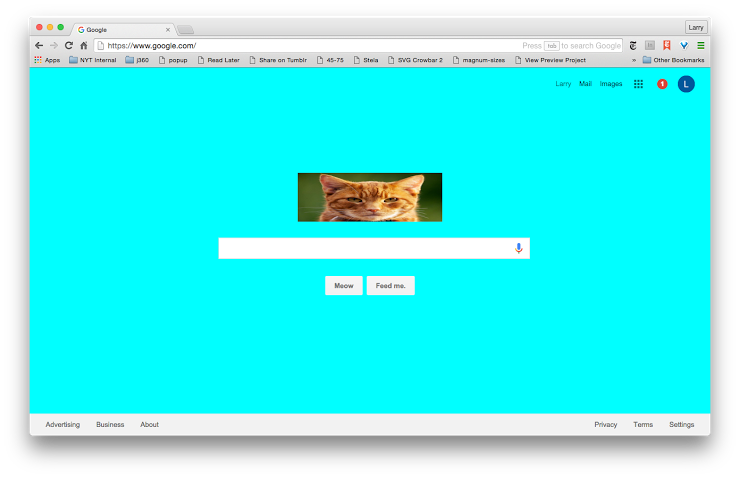 Google
Larry
https://www.google.com/
Press tab to search Google
Apps NYT Internal j360 popup Read Later Share on Tumblr 45-75 Stela SVG Crowbar 2 magnum-sizes View Preview Project » Other Bookmarks
Larry Mail Images 1 L
Meow Feed me.
Advertising Business About Privacy Terms Settings